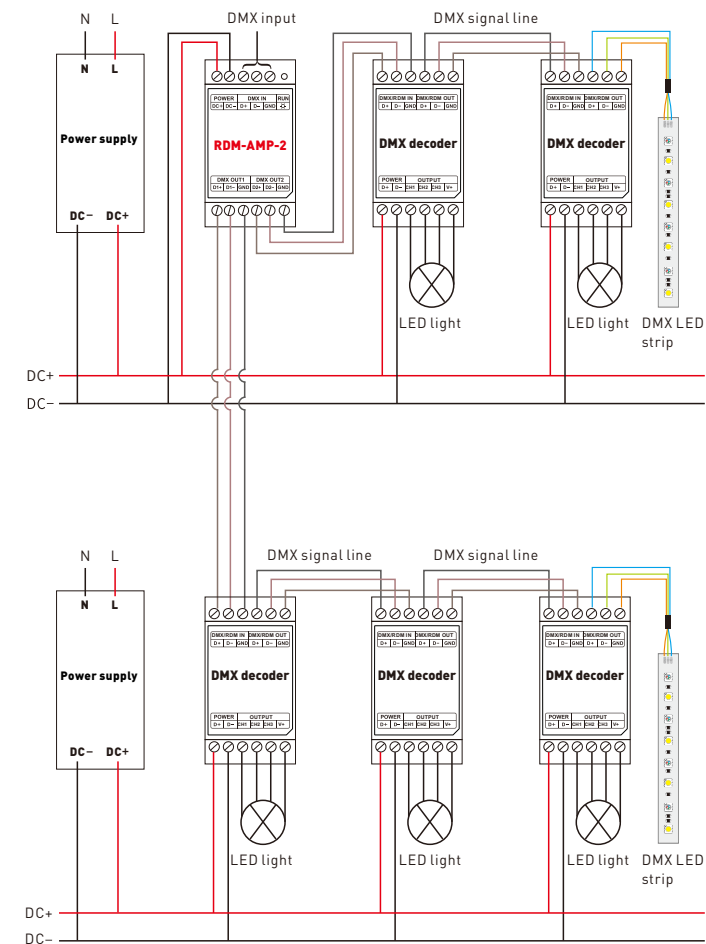 N L DMX input DMX signal line
N L
POWER DMX IN RUN
DC+ DC− D+ D− GND
DMX/RDM IN DMX/RDM OUT
D+ D− GND D+ D− GND
DMX/RDM IN DMX/RDM OUT
D+ D− GND D+ D− GND
Power supply
RDM-AMP-2
DMX decoder
DMX decoder
DMX OUT1 DMX OUT2
D1+ D1− GND D2+ D2− GND
POWER OUTPUT
D+ D− CH1 CH2 CH3 V+
POWER OUTPUT
D+ D− CH1 CH2 CH3 V+
DC− DC+
LED light
LED light
DMX LED
strip
DC+
DC−
N L
DMX signal line
DMX signal line
N L
DMX/RDM IN DMX/RDM OUT
D+ D− GND D+ D− GND
DMX/RDM IN DMX/RDM OUT
D+ D− GND D+ D− GND
DMX/RDM IN DMX/RDM OUT
D+ D− GND D+ D− GND
Power supply
DMX decoder
DMX decoder
DMX decoder
POWER OUTPUT
D+ D− CH1 CH2 CH3 V+
POWER OUTPUT
D+ D− CH1 CH2 CH3 V+
POWER OUTPUT
D+ D− CH1 CH2 CH3 V+
DC− DC+
LED light
LED light
LED light
DMX LED
strip
DC+
DC−